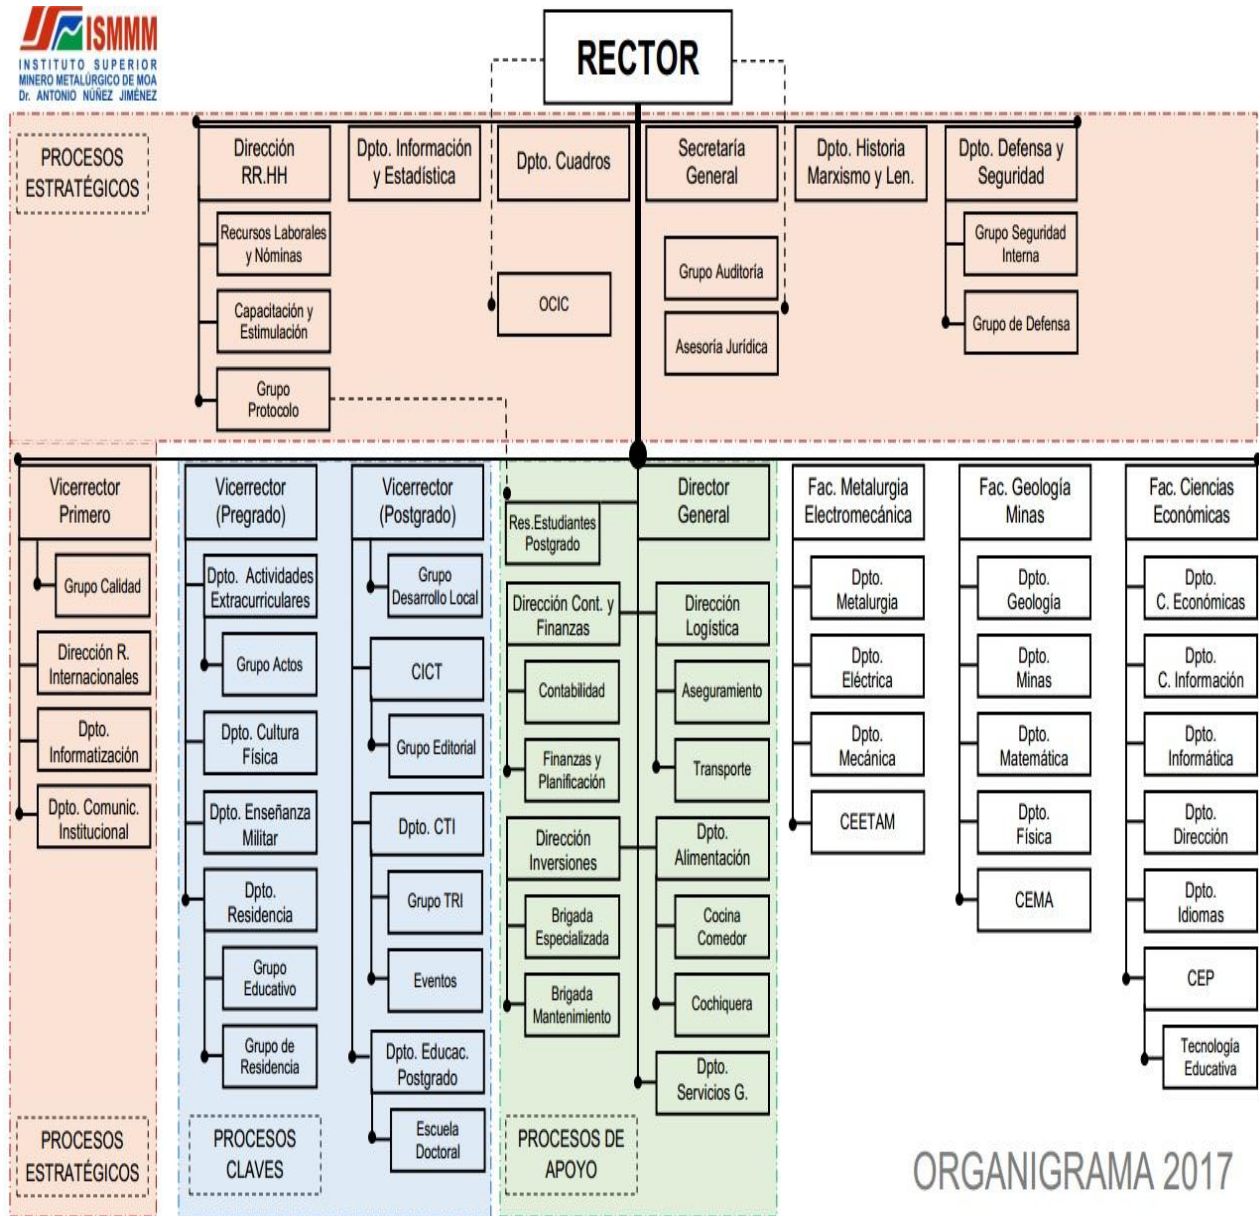 ISMMM
INSTITUTO SUPERIOR
MINERO METALÚRGICO DE MOA
Dr. ANTONIO NÚÑEZ JIMÉNEZ
RECTOR
PROCESOS
ESTRATÉGICOS
Dirección
RR.HH
Dpto. Información
y Estadística
Dpto. Cuadros
Secretaría
General
Dpto. Historia
Marxismo y Len.
Dpto. Defensa y
Seguridad
Recursos Laborales
y Nóminas
Capacitación y
Estimulación
Grupo
Protocolo
OCIC
Grupo Auditoría
Asesoría Jurídica
Grupo Seguridad
Interna
Grupo de Defensa
Vicerrector
Primero
Grupo Calidad
Dirección R.
Internacionales
Dpto.
Informatización
Dpto. Comunic.
Institucional
PROCESOS
ESTRATÉGICOS
Vicerrector
(Pregrado)
Dpto. Actividades
Extracurriculares
Grupo Actos
Dpto. Cultura
Física
Dpto. Enseñanza
Militar
Dpto.
Residencia
Grupo
Educativo
Grupo de
Residencia
PROCESOS
CLAVES
Vicerrector
(Postgrado)
Grupo
Desarrollo Local
CICT
Grupo Editorial
Dpto. CTI
Grupo TRI
Eventos
Dpto. Educac.
Postgrado
Escuela
Doctoral
Res.Estudiantes
Postgrado
Director
General
Dirección Cont. y
Finanzas
Contabilidad
Finanzas y
Planificación
Dirección
Inversiones
Brigada
Especializada
Brigada
Mantenimiento
Dirección
Logística
Aseguramiento
Transporte
Dpto.
Alimentación
Cocina
Comedor
Cochiquera
Dpto.
Servicios G.
PROCESOS DE
APOYO
Fac. Metalurgia
Electromecánica
Dpto.
Metalurgia
Dpto.
Eléctrica
Dpto.
Mecánica
CEETAM
Fac. Geología
Minas
Dpto.
Geología
Dpto.
Minas
Dpto.
Matemática
Dpto.
Física
CEMA
Fac. Ciencias
Económicas
Dpto.
C. Económicas
Dpto.
C. Información
Dpto.
Informática
Dpto.
Dirección
Dpto.
Idiomas
CEP
Tecnología
Educativa
ORGANIGRAMA 2017